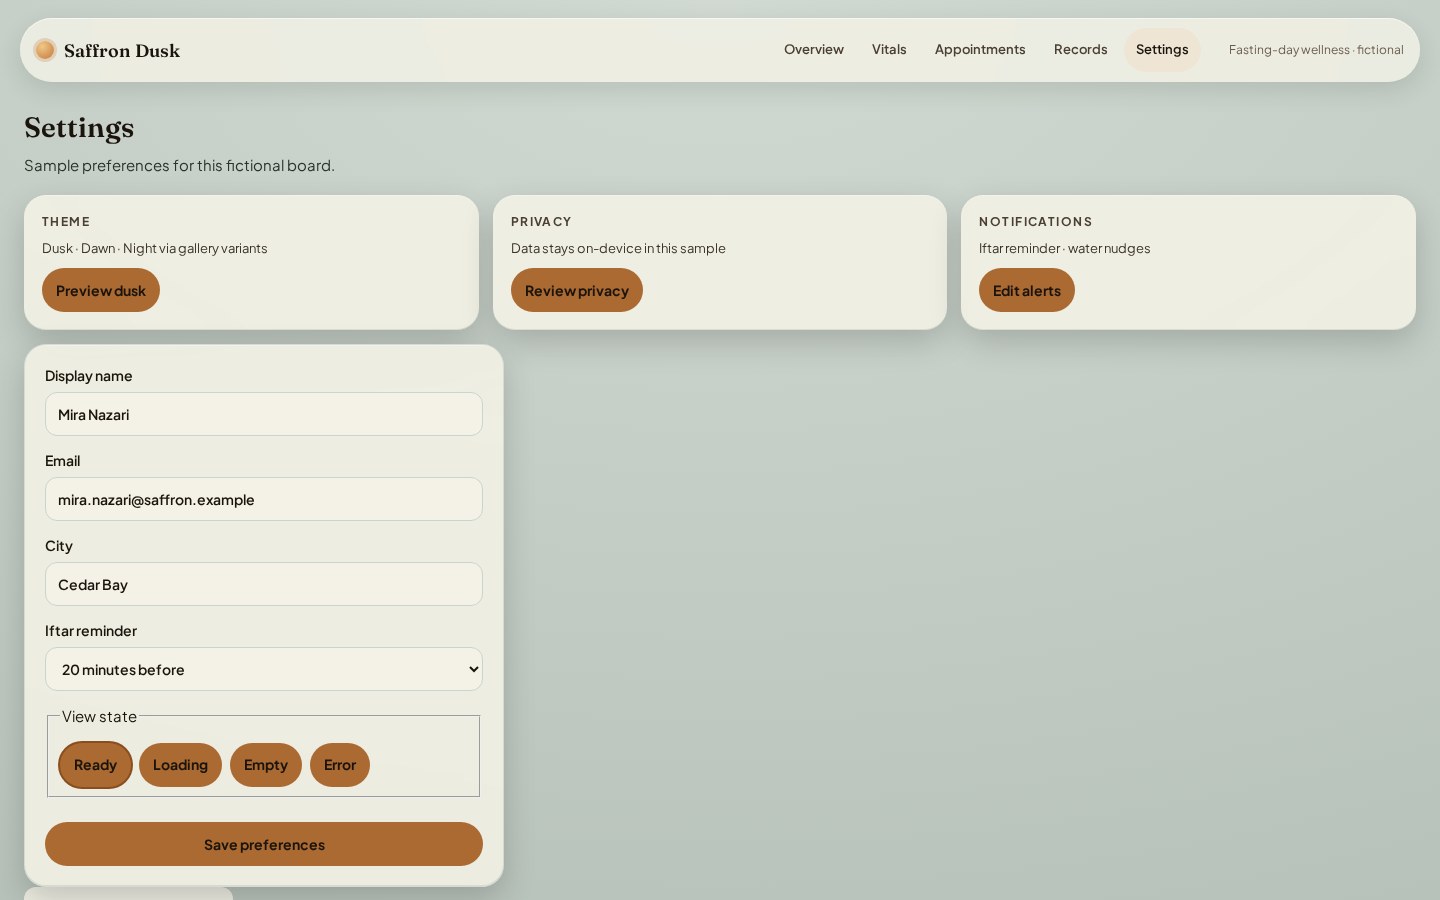 Saffron Dusk
Overview
Vitals
Appointments
Records
Settings
Fasting-day wellness · fictional
Settings
Sample preferences for this fictional board.
THEME
Dusk · Dawn · Night via gallery variants
Preview dusk
PRIVACY
Data stays on-device in this sample
Review privacy
NOTIFICATIONS
Iftar reminder · water nudges
Edit alerts
Display name
Mira Nazari
Email
mira.nazari@saffron.example
City
Cedar Bay
Iftar reminder
20 minutes before
View state
Ready
Loading
Empty
Error
Save preferences